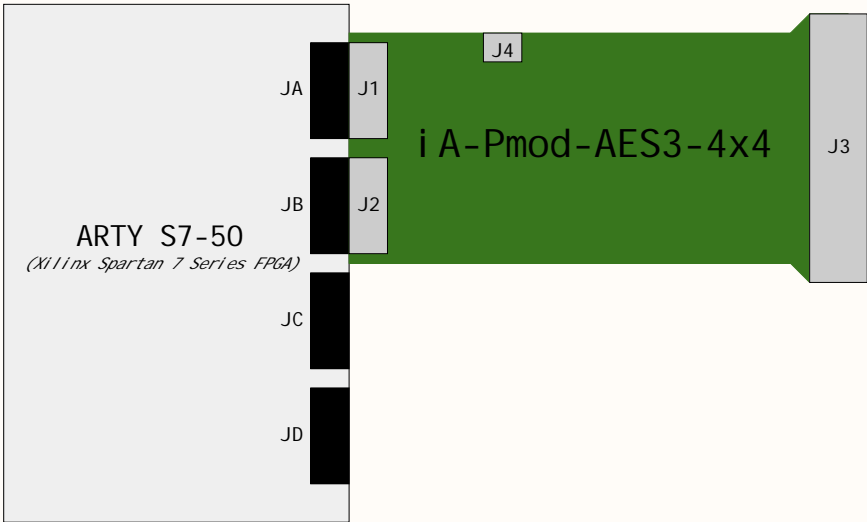 J4
JA
J1
iA-Pmod-AES3-4x4
J3
JB
J2
ARTY S7-50
(Xilinx Spartan 7 Series FPGA)
JC
JD